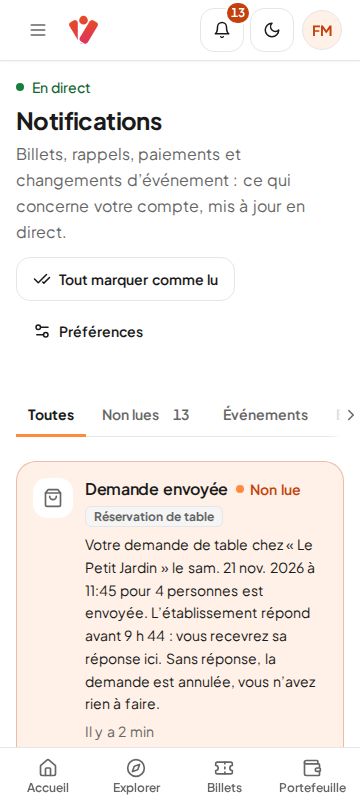 13
FM
En direct
Notifications
Billets, rappels, paiements et
changements d’événement : ce qui
concerne votre compte, mis à jour en
direct.
Tout marquer comme lu
Préférences
Toutes
Non lues 13
Événements
Demande envoyée
Non lue
Réservation de table
Votre demande de table chez « Le
Petit Jardin » le sam. 21 nov. 2026 à
11:45 pour 4 personnes est
envoyée. L’établissement répond
avant 9 h 44 : vous recevrez sa
réponse ici. Sans réponse, la
demande est annulée, vous n’avez
rien à faire.
Il y a 2 min
Accueil
Explorer
Billets
Portefeuille